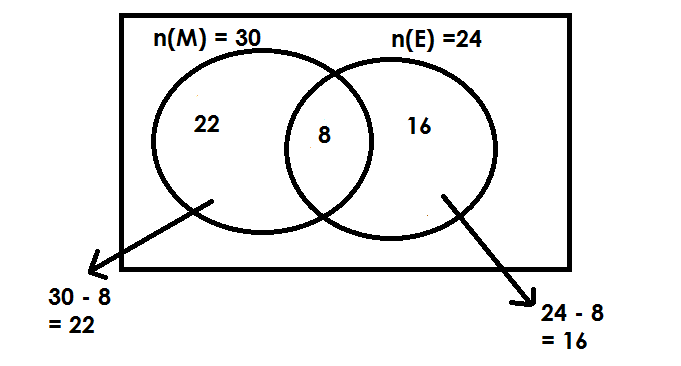 n(M) = 30
n(E) =24
22
8
16
30 - 8
= 22
24 - 8
= 16